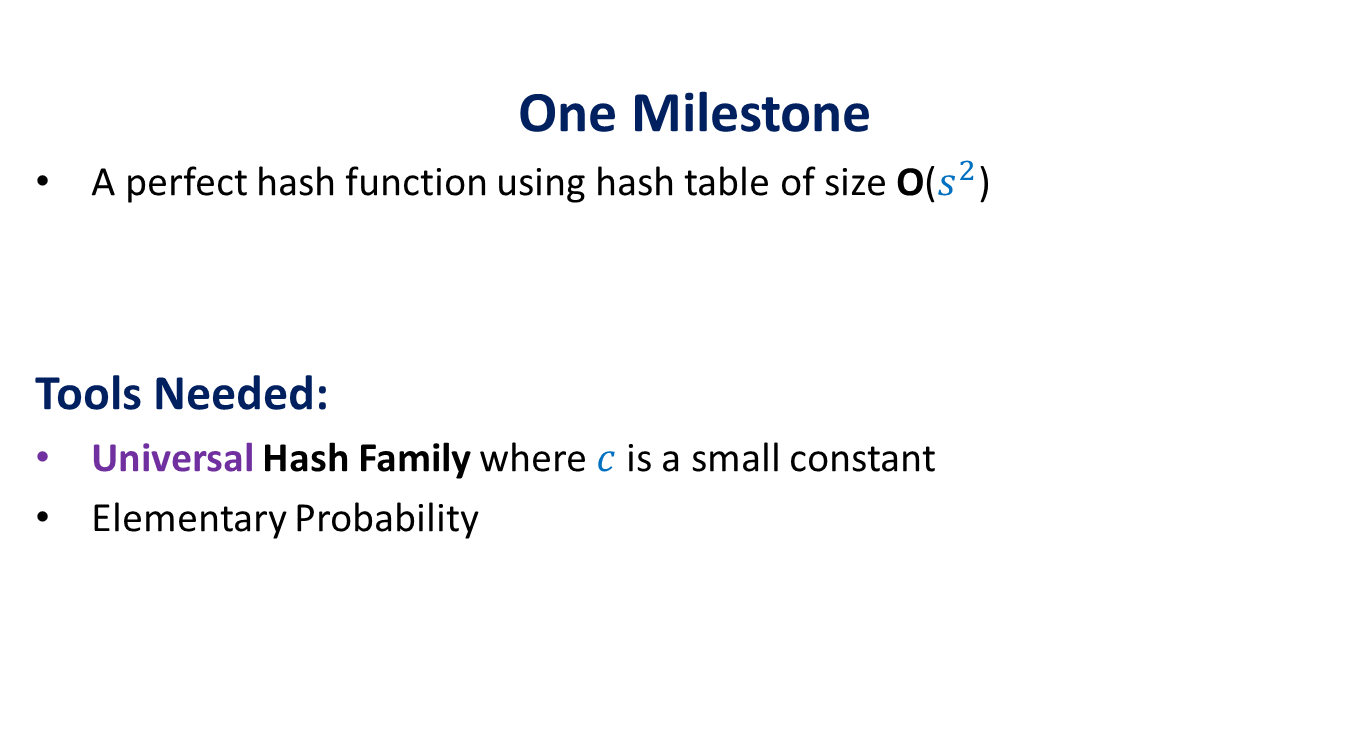 One Milestone
• A perfect hash function using hash table of size O(𝑠²)
Tools Needed:
• Universal Hash Family where 𝑐 is a small constant
• Elementary Probability